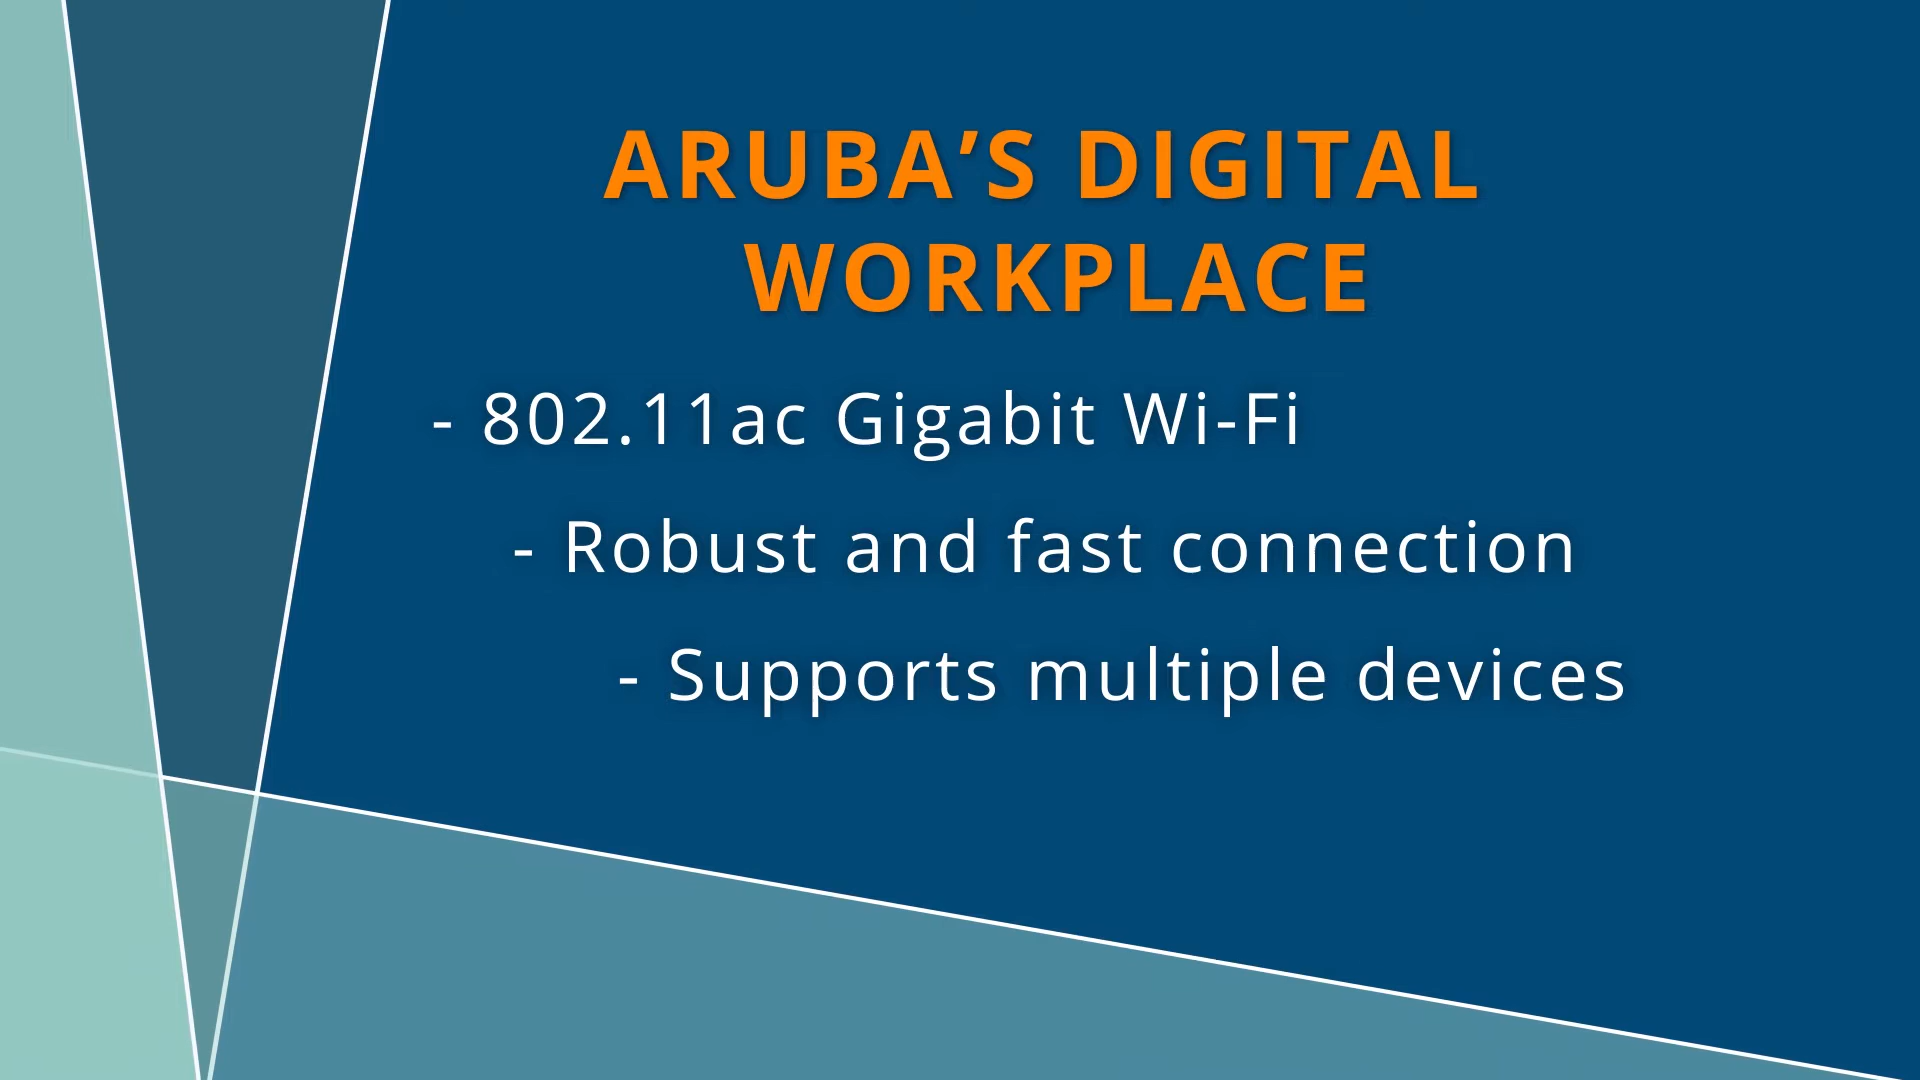 ARUBA’S DIGITAL
WORKPLACE
- 802.11ac Gigabit Wi-Fi
- Robust and fast connection
- Supports multiple devices